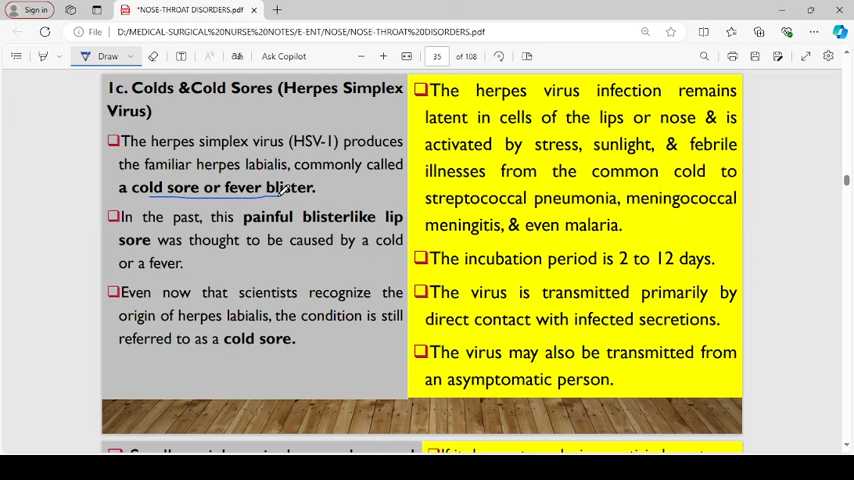 Sign in
*NOSE-THROAT DISORDERS.pdf
File
D:/MEDICAL-SURGICAL%20NURSE%20NOTES/E-ENT/NOSE/NOSE-THROAT%20DISORDERS.pdf
Draw
Ask Copilot
35 of 108
1c. Colds &Cold Sores (Herpes Simplex
Virus)
The herpes simplex virus (HSV-1) produces
the familiar herpes labialis, commonly called
a cold sore or fever blister.
In the past, this painful blisterlike lip
sore was thought to be caused by a cold
or a fever.
Even now that scientists recognize the
origin of herpes labialis, the condition is still
referred to as a cold sore.
The herpes virus infection remains
latent in cells of the lips or nose & is
activated by stress, sunlight, & febrile
illnesses from the common cold to
streptococcal pneumonia, meningococcal
meningitis, & even malaria.
The incubation period is 2 to 12 days.
The virus is transmitted primarily by
direct contact with infected secretions.
The virus may also be transmitted from
an asymptomatic person.